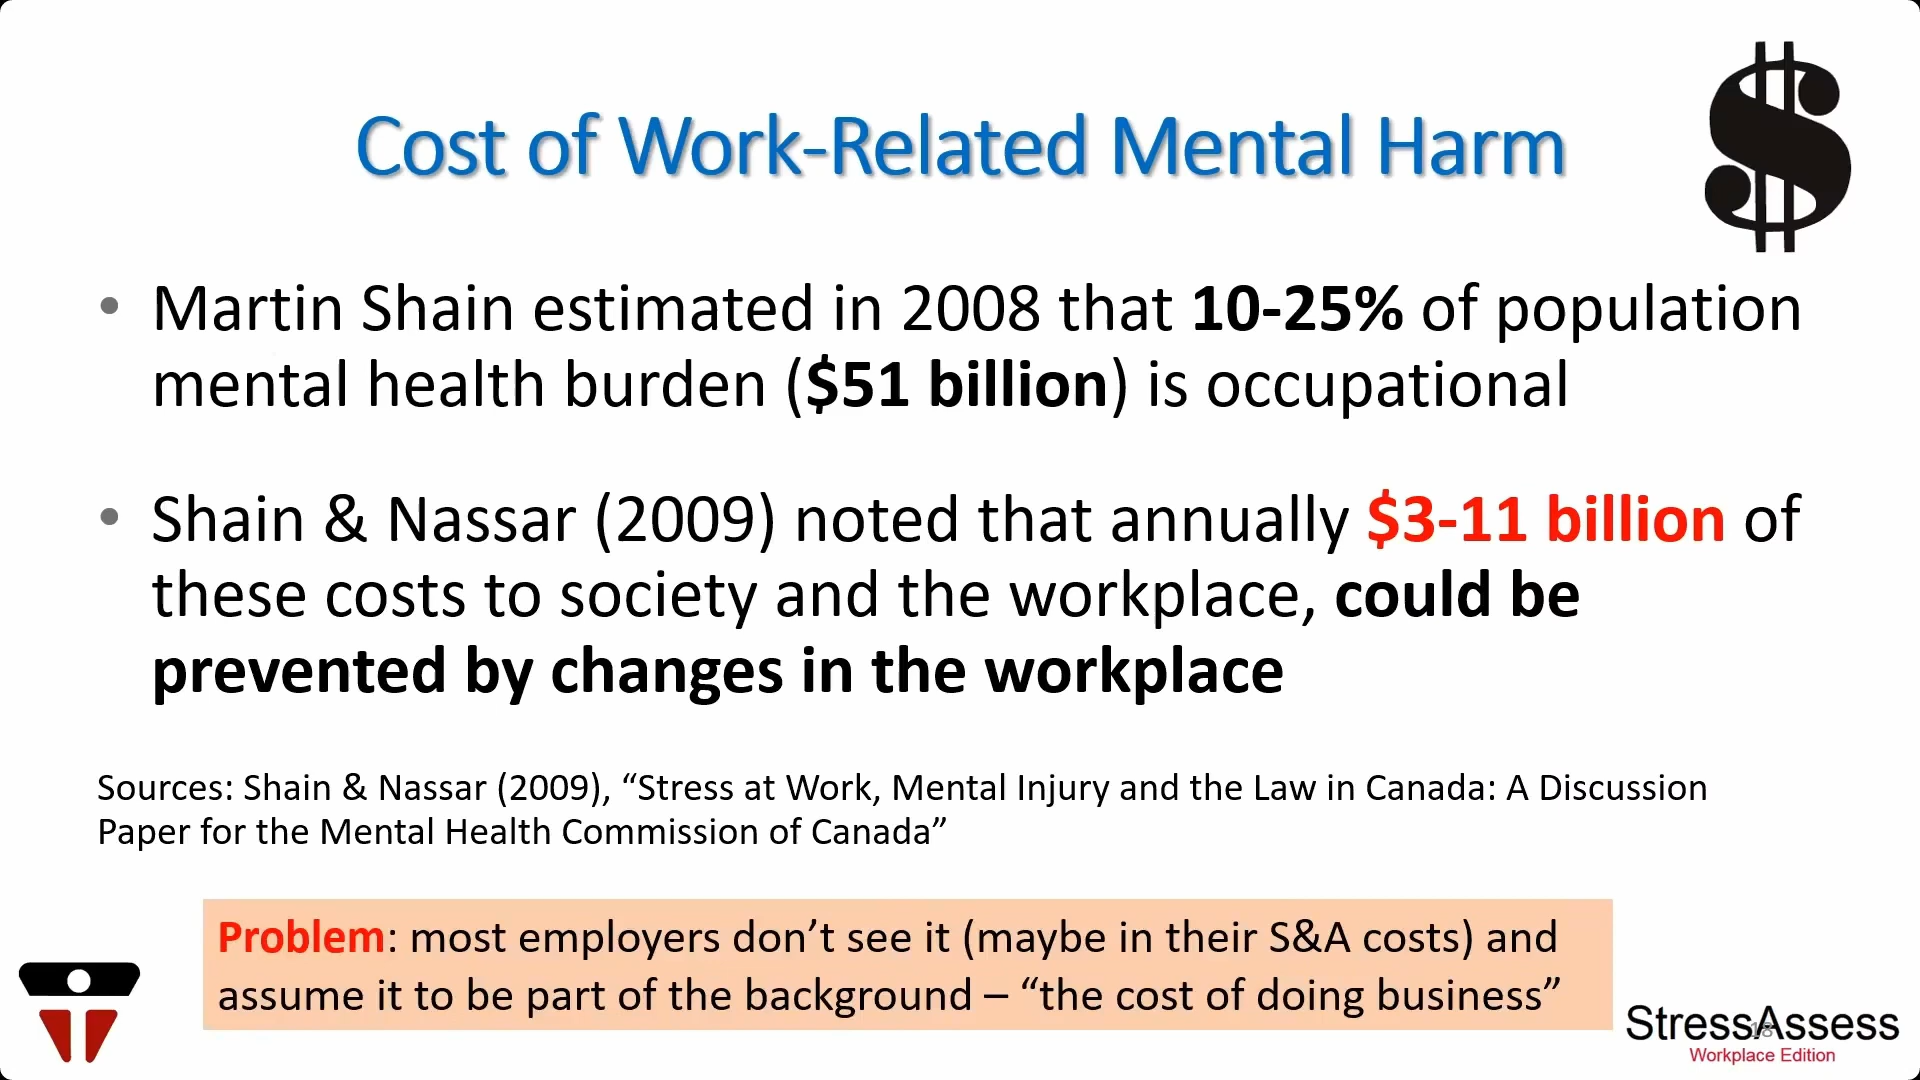 Cost of Work-Related Mental Harm
$
• Martin Shain estimated in 2008 that 10-25% of population
mental health burden ($51 billion) is occupational
• Shain & Nassar (2009) noted that annually $3-11 billion of
these costs to society and the workplace, could be
prevented by changes in the workplace
Sources: Shain & Nassar (2009), “Stress at Work, Mental Injury and the Law in Canada: A Discussion
Paper for the Mental Health Commission of Canada”
Problem: most employers don’t see it (maybe in their S&A costs) and
assume it to be part of the background – “the cost of doing business”
StressAssess
18
Workplace Edition